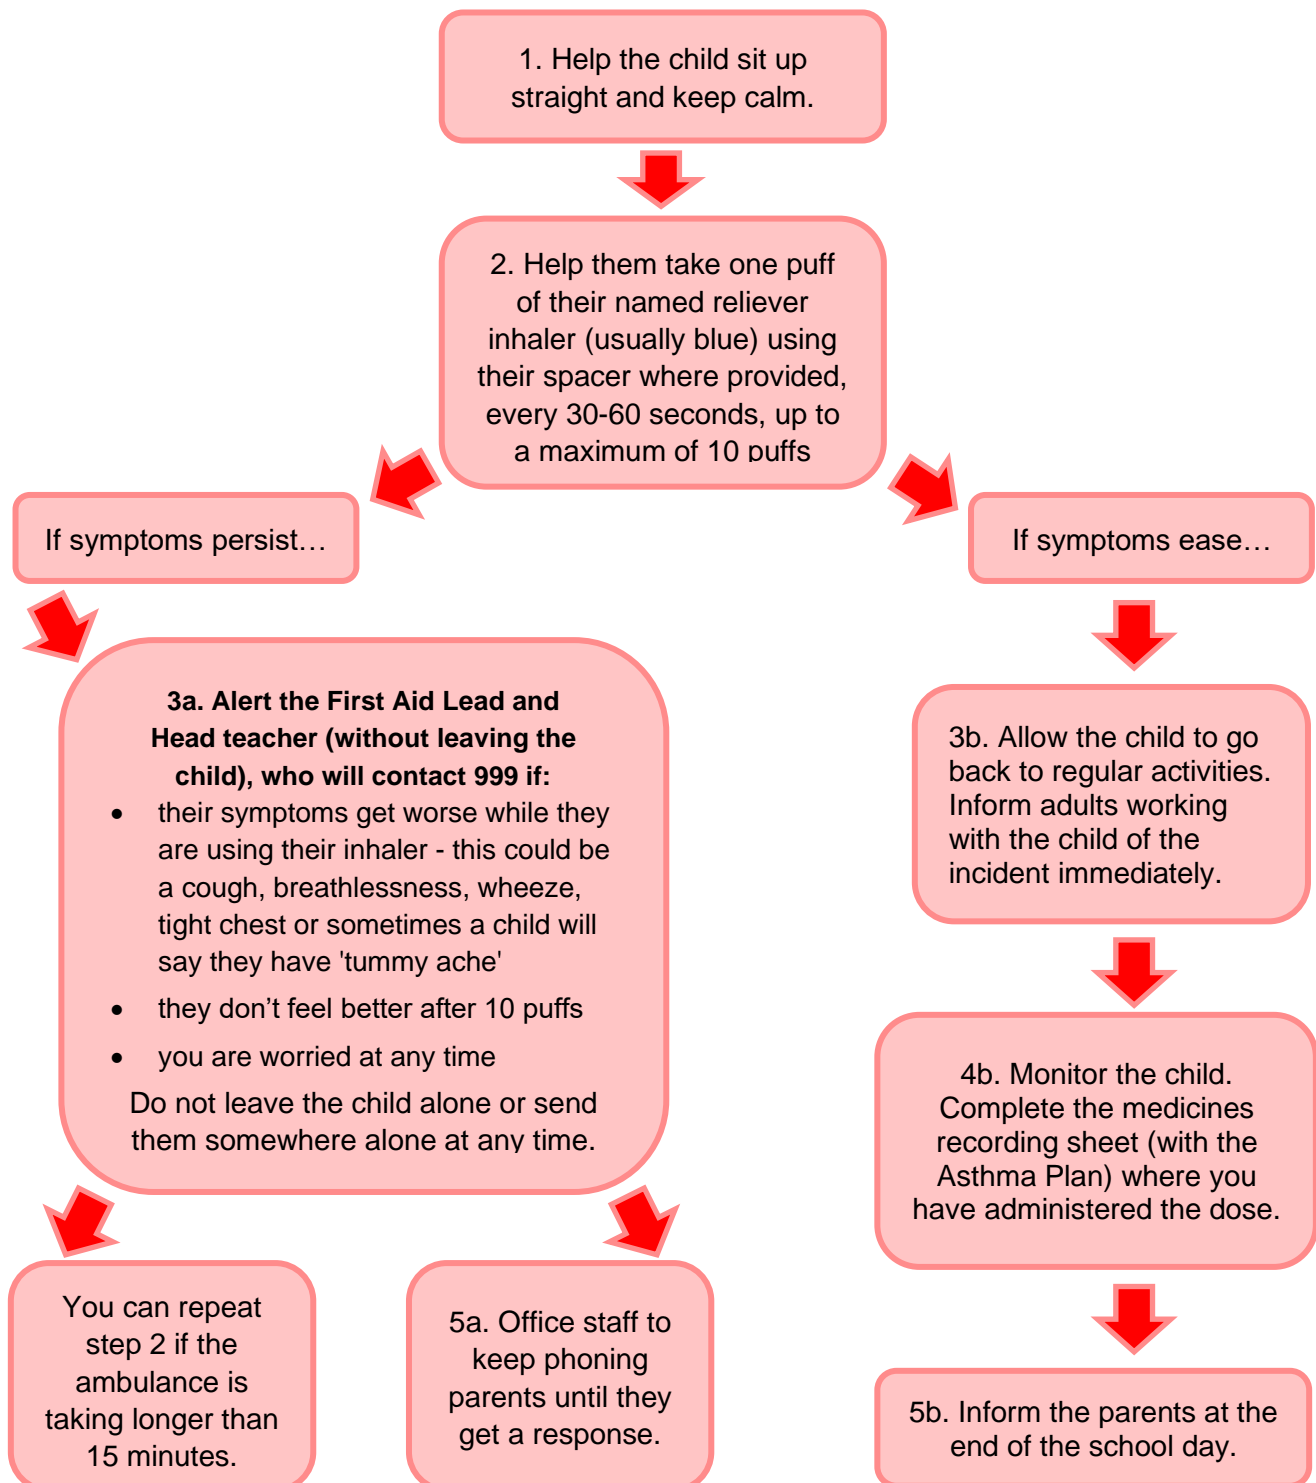 1. Help the child sit up
straight and keep calm.
2. Help them take one puff
of their named reliever
inhaler (usually blue) using
their spacer where provided,
every 30-60 seconds, up to
a maximum of 10 puffs
If symptoms persist…
If symptoms ease…
3a. Alert the First Aid Lead and
Head teacher (without leaving the
child), who will contact 999 if:
• their symptoms get worse while they
are using their inhaler - this could be
a cough, breathlessness, wheeze,
tight chest or sometimes a child will
say they have 'tummy ache'
• they don’t feel better after 10 puffs
• you are worried at any time
Do not leave the child alone or send
them somewhere alone at any time.
3b. Allow the child to go
back to regular activities.
Inform adults working
with the child of the
incident immediately.
4b. Monitor the child.
Complete the medicines
recording sheet (with the
Asthma Plan) where you
have administered the dose.
You can repeat
step 2 if the
ambulance is
taking longer than
15 minutes.
5a. Office staff to
keep phoning
parents until they
get a response.
5b. Inform the parents at the
end of the school day.